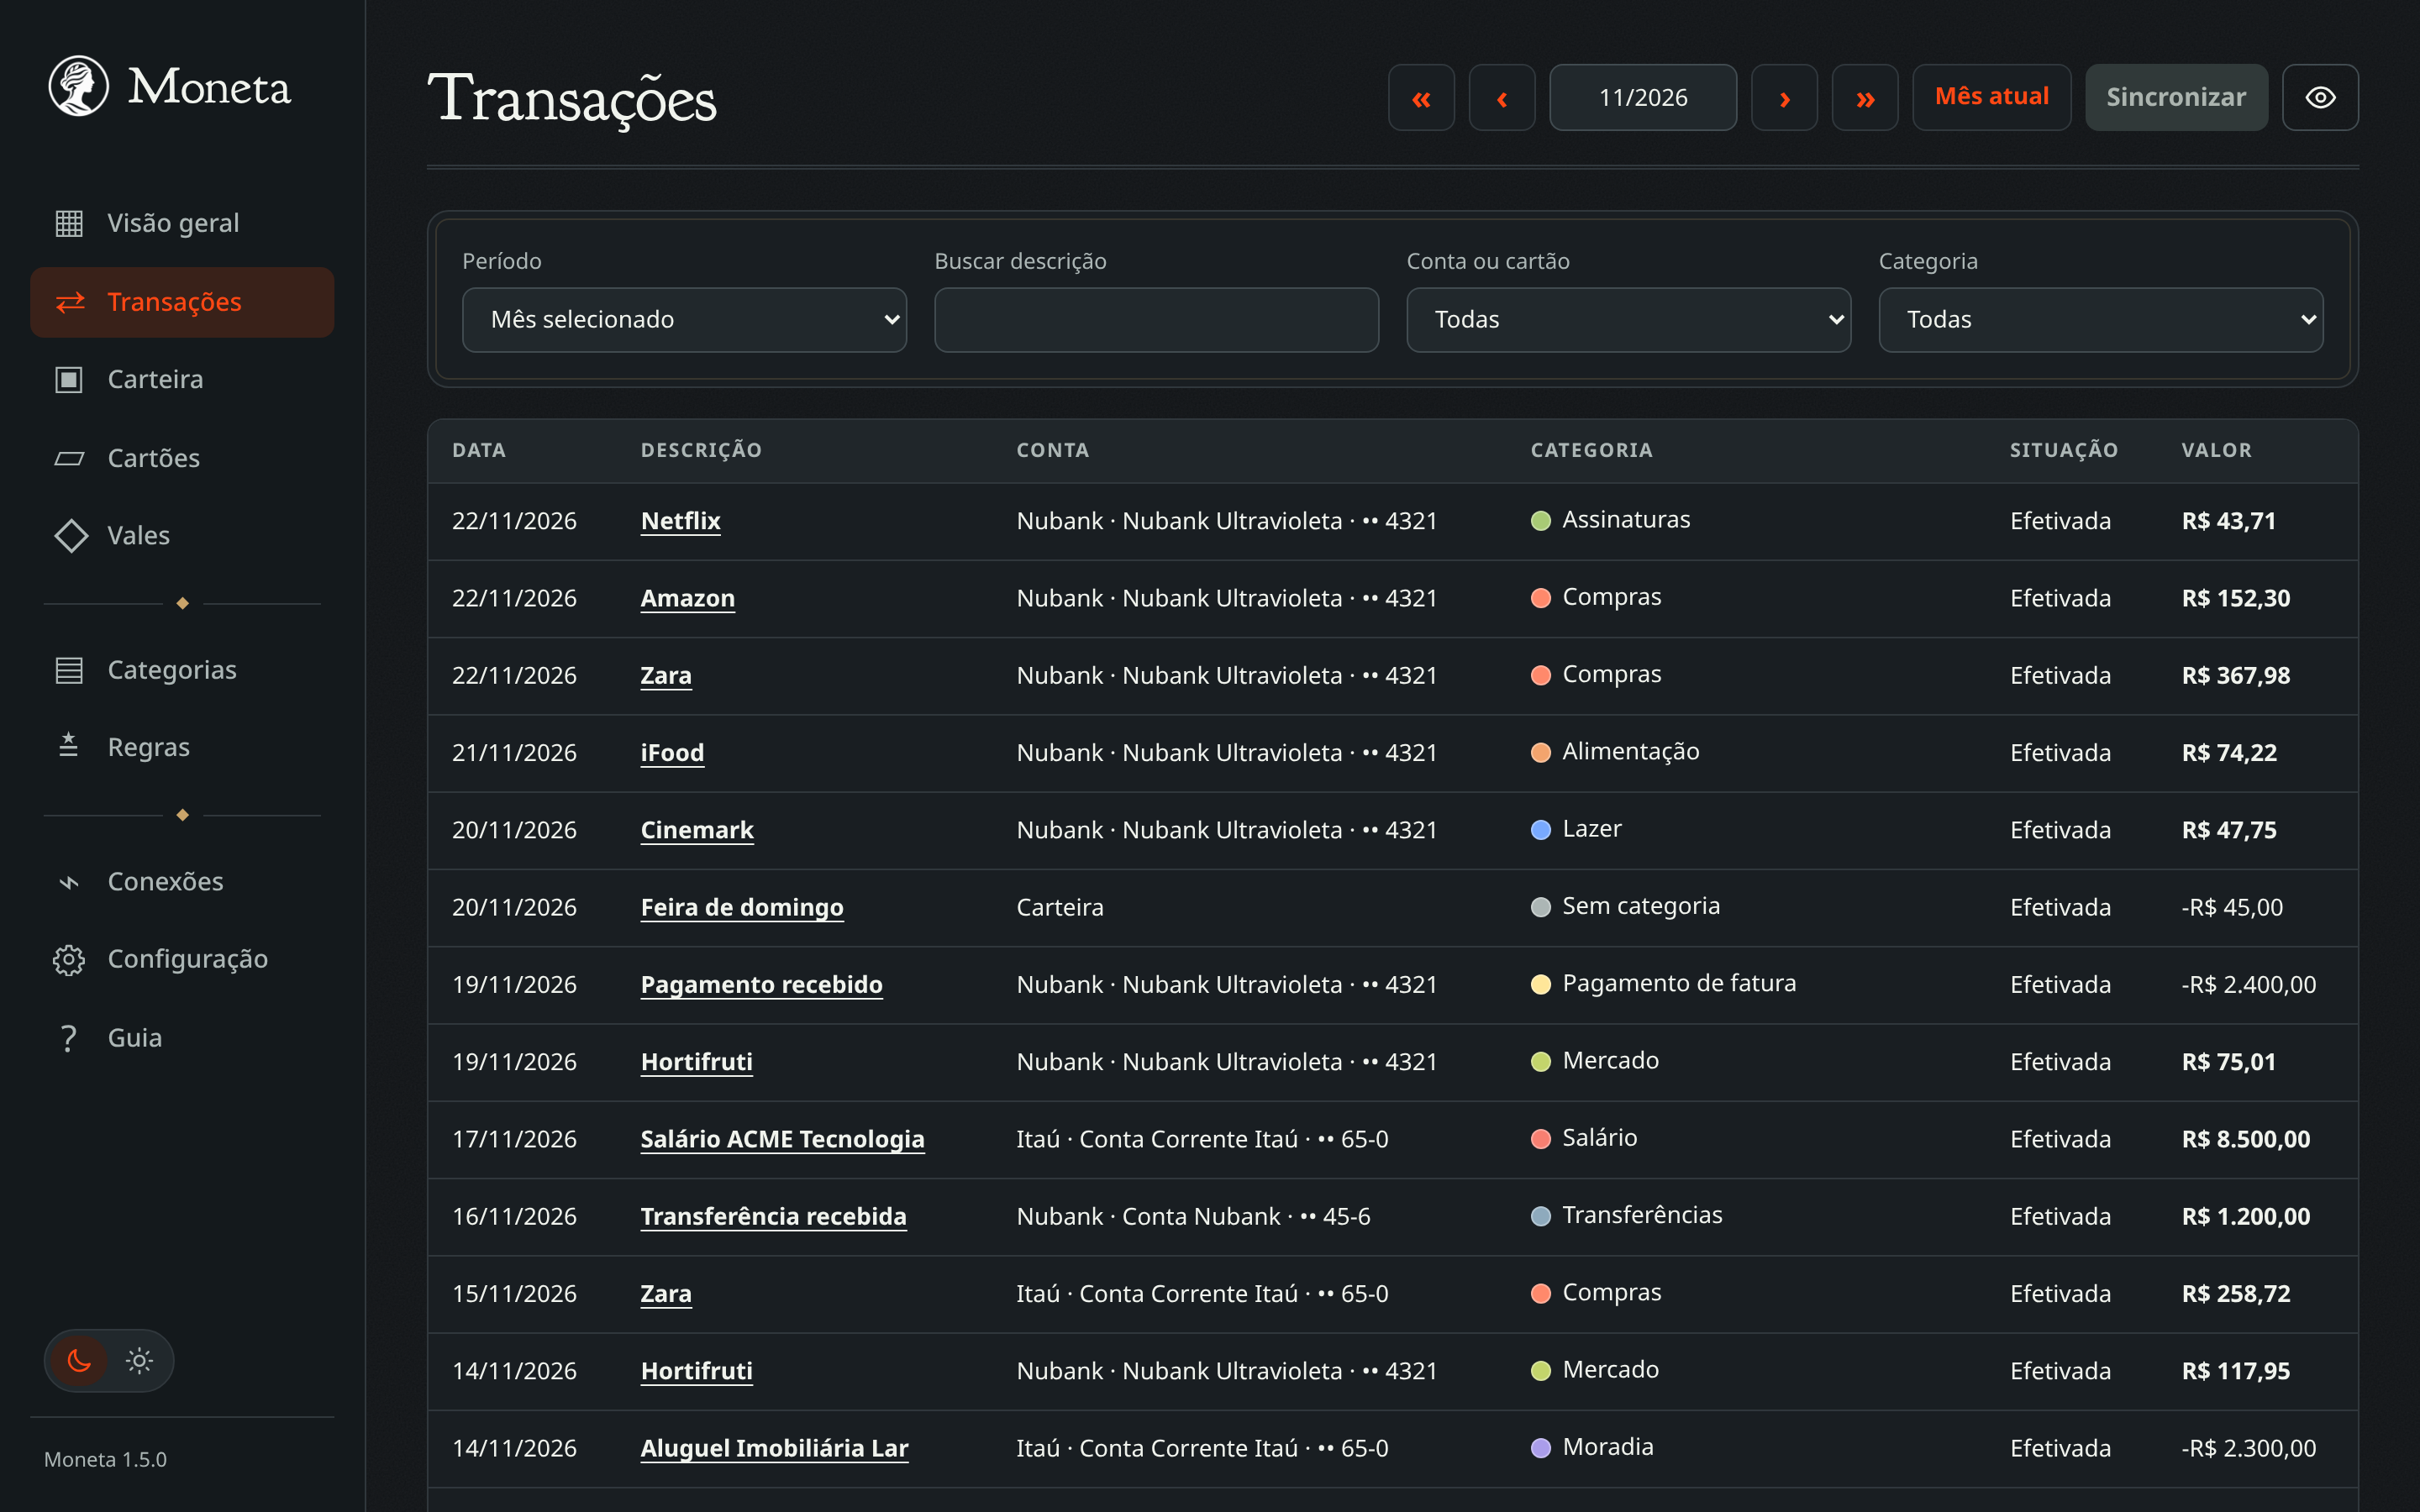 Moneta
Visão geral
Transações
Carteira
Cartões
Vales
Categorias
Regras
Conexões
Configuração
? Guia
Moneta 1.5.0
Transações
« ‹ 11/2026 › » Mês atual Sincronizar
Período Buscar descrição Conta ou cartão Categoria
Mês selecionado Todas Todas
DATA DESCRIÇÃO CONTA CATEGORIA SITUAÇÃO VALOR
22/11/2026 Netflix Nubank · Nubank Ultravioleta · •• 4321 Assinaturas Efetivada R$ 43,71
22/11/2026 Amazon Nubank · Nubank Ultravioleta · •• 4321 Compras Efetivada R$ 152,30
22/11/2026 Zara Nubank · Nubank Ultravioleta · •• 4321 Compras Efetivada R$ 367,98
21/11/2026 iFood Nubank · Nubank Ultravioleta · •• 4321 Alimentação Efetivada R$ 74,22
20/11/2026 Cinemark Nubank · Nubank Ultravioleta · •• 4321 Lazer Efetivada R$ 47,75
20/11/2026 Feira de domingo Carteira Sem categoria Efetivada -R$ 45,00
19/11/2026 Pagamento recebido Nubank · Nubank Ultravioleta · •• 4321 Pagamento de fatura Efetivada -R$ 2.400,00
19/11/2026 Hortifruti Nubank · Nubank Ultravioleta · •• 4321 Mercado Efetivada R$ 75,01
17/11/2026 Salário ACME Tecnologia Itaú · Conta Corrente Itaú · •• 65-0 Salário Efetivada R$ 8.500,00
16/11/2026 Transferência recebida Nubank · Conta Nubank · •• 45-6 Transferências Efetivada R$ 1.200,00
15/11/2026 Zara Itaú · Conta Corrente Itaú · •• 65-0 Compras Efetivada R$ 258,72
14/11/2026 Hortifruti Nubank · Nubank Ultravioleta · •• 4321 Mercado Efetivada R$ 117,95
14/11/2026 Aluguel Imobiliária Lar Itaú · Conta Corrente Itaú · •• 65-0 Moradia Efetivada -R$ 2.300,00